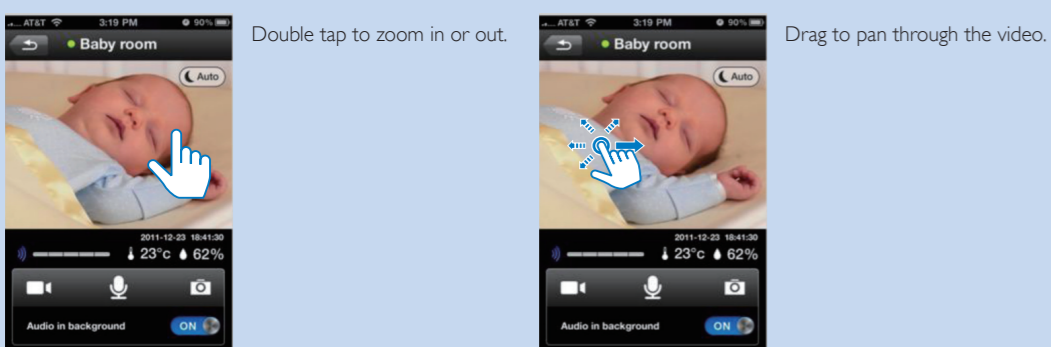 AT&T 3:19 PM 90%
Baby room
Auto
2011-12-23 18:41:30
23°c 62%
Audio in background ON
Double tap to zoom in or out.
AT&T 3:19 PM 90%
Baby room
Auto
2011-12-23 18:41:30
23°c 62%
Audio in background ON
Drag to pan through the video.